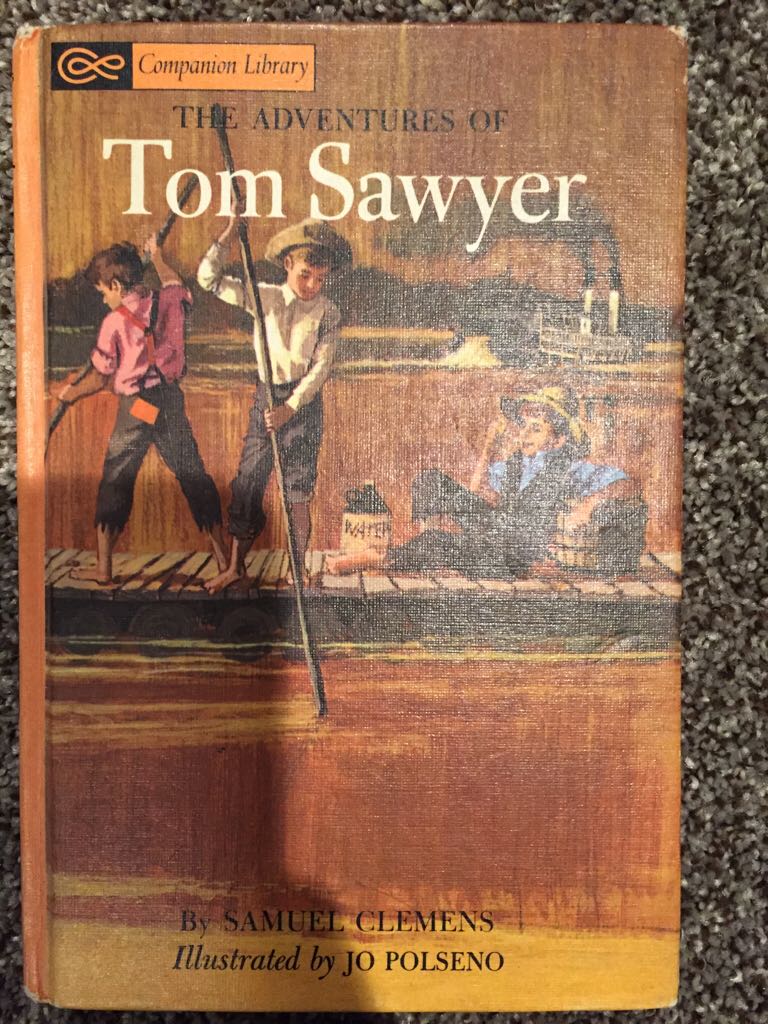 Companion Library
THE ADVENTURES OF
Tom Sawyer
WATER
By SAMUEL CLEMENS
Illustrated by JO POLSENO